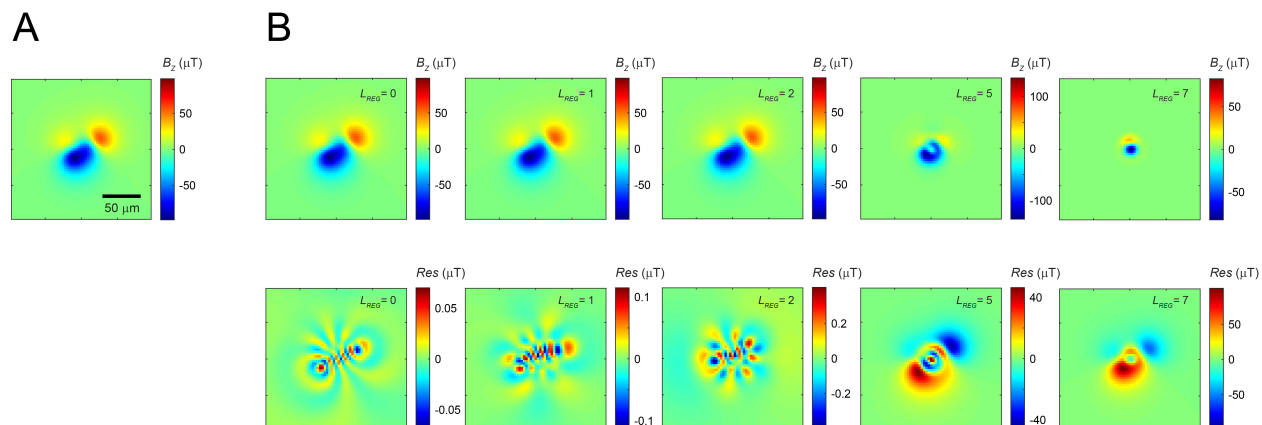 A
B
B_Z (μT)
50
0
-50
50 μm
B_Z (μT)
L_REG= 0
50
0
-50
B_Z (μT)
L_REG= 1
50
0
-50
B_Z (μT)
L_REG= 2
50
0
-50
B_Z (μT)
L_REG= 5
100
0
-100
B_Z (μT)
L_REG= 7
50
0
-50
Res (μT)
L_REG= 0
0.05
0
-0.05
Res (μT)
L_REG= 1
0.1
0
-0.1
Res (μT)
L_REG= 2
0.2
0
-0.2
Res (μT)
L_REG= 5
40
0
-40
Res (μT)
L_REG= 7
50
0
-50